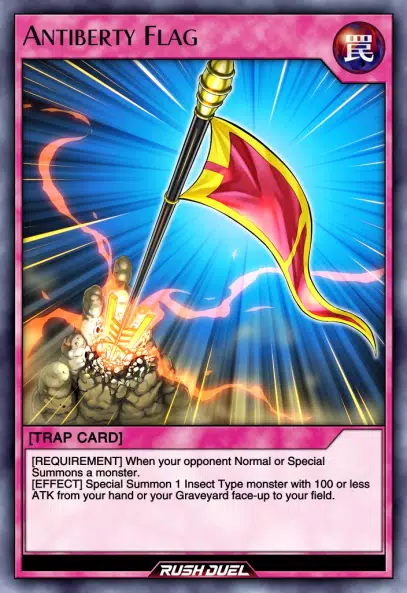 Antiberty Flag
罠
[TRAP CARD]
[REQUIREMENT] When your opponent Normal or Special
Summons a monster.
[EFFECT] Special Summon 1 Insect Type monster with 100 or less
ATK from your hand or your Graveyard face-up to your field.
RUSH DUEL